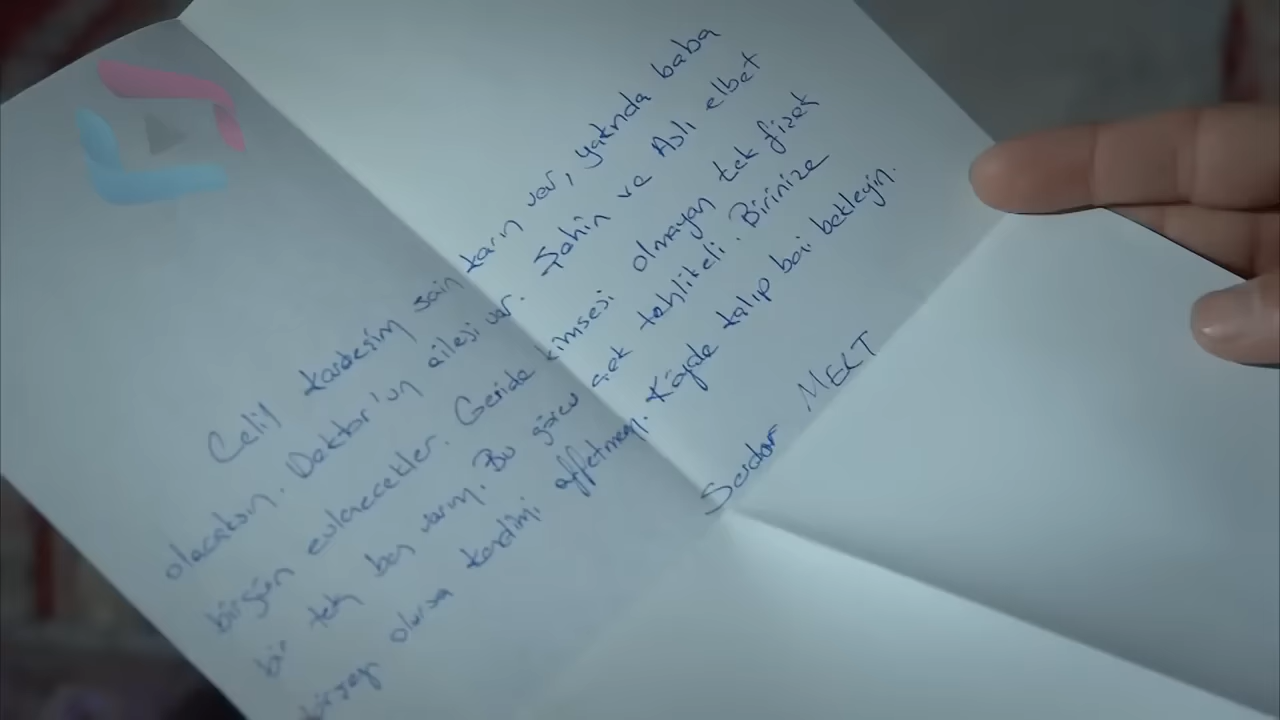 Celil kardeşim sain karın var, yakında baba
olacaksın. Doktor'un ailesi var. Şahin ve Aslı elbet
birgün evlenecekler. Geride kimsesi olmayan tek fizek
bir tek ben varım. Bu görev çok tehlikeli. Birinize
birşey olursa kendimi affetmem. Köyde kalıp beni bekleyin.
Serdar MERT